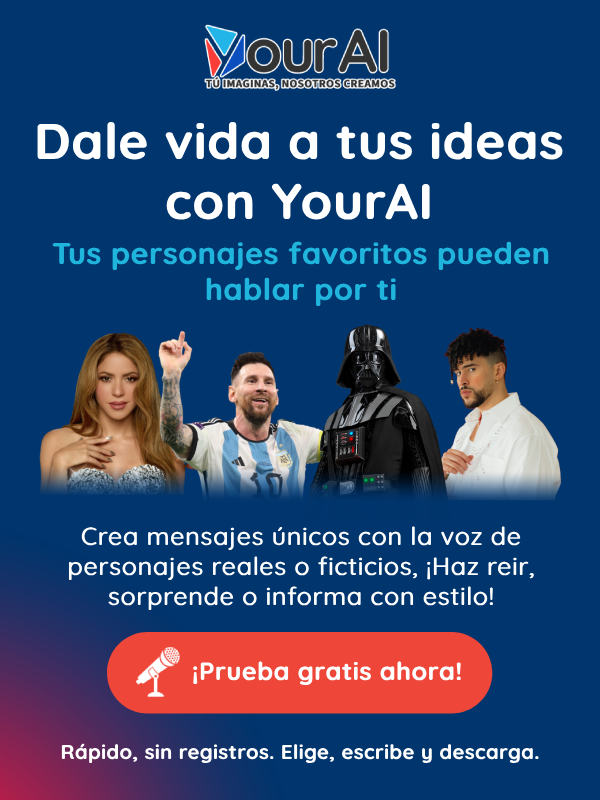 YourAI
TÚ IMAGINAS, NOSOTROS CREAMOS
Dale vida a tus ideas
con YourAI
Tus personajes favoritos pueden
hablar por ti
10
Crea mensajes únicos con la voz de
personajes reales o ficticios, ¡Haz reir,
sorprende o informa con estilo!
¡Prueba gratis ahora!
Rápido, sin registros. Elige, escribe y descarga.